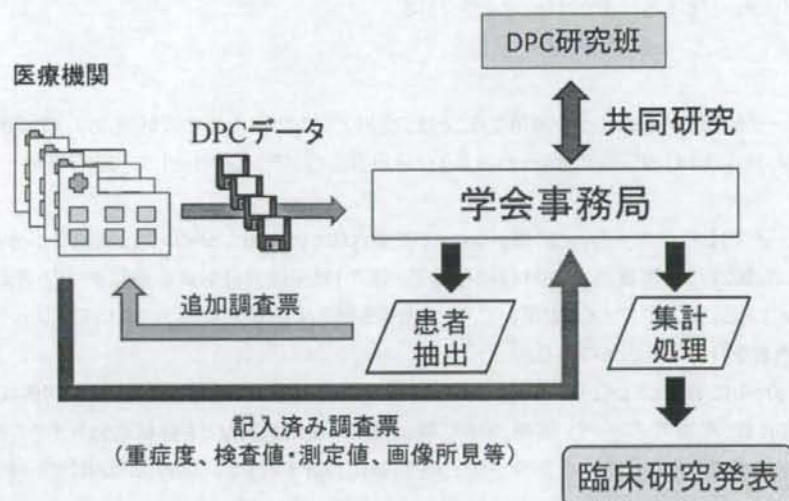 DPC研究班
医療機関
共同研究
DPCデータ
学会事務局
追加調査票
患者
抽出
集計
処理
記入済み調査票
(重症度、検査値・測定値、画像所見等)
臨床研究発表